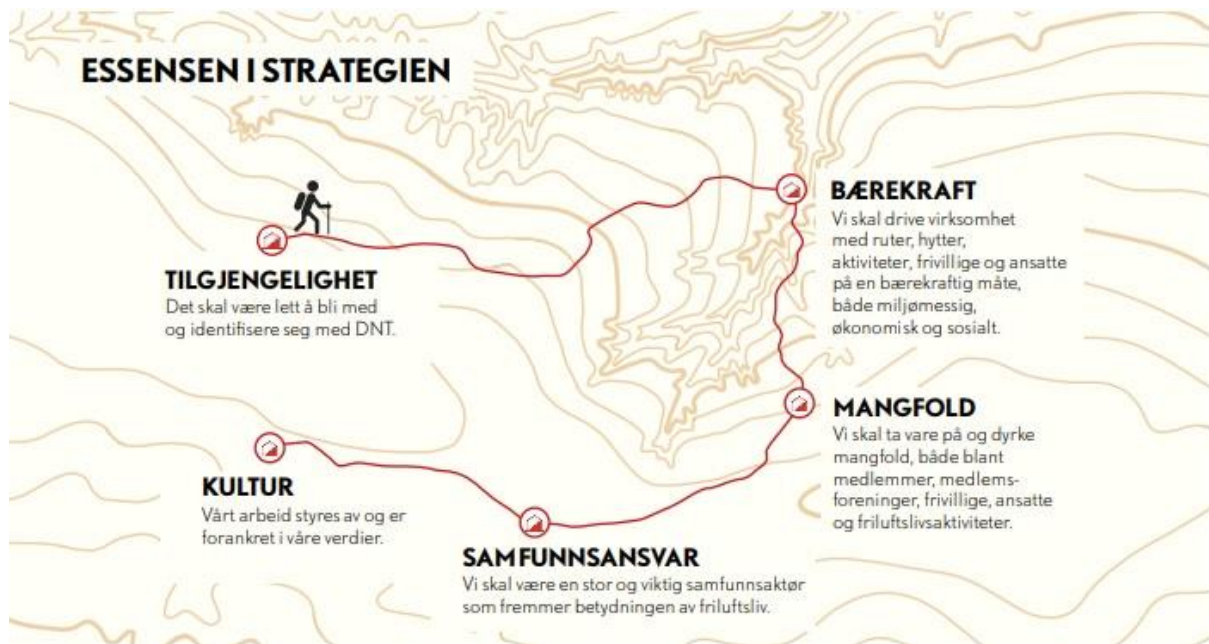 ESSENSEN I STRATEGIEN
TILGJENGELIGHET
Det skal være lett å bli med
og identifisere seg med DNT.
BÆREKRAFT
Vi skal drive virksomhet
med ruter, hytter,
aktiviteter, frivillige og ansatte
på en bærekraftig måte,
både miljømessig,
økonomisk og sosialt.
MANGFOLD
Vi skal ta vare på og dyrke
mangfold, både blant
medlemmer, medlems-
foreninger, frivillige, ansatte
og friluftslivsaktiviteter.
SAMFUNNSANSVAR
Vi skal være en stor og viktig samfunnsaktør
som fremmer betydningen av friluftsliv.
KULTUR
Vårt arbeid styres av og er
forankret i våre verdier.